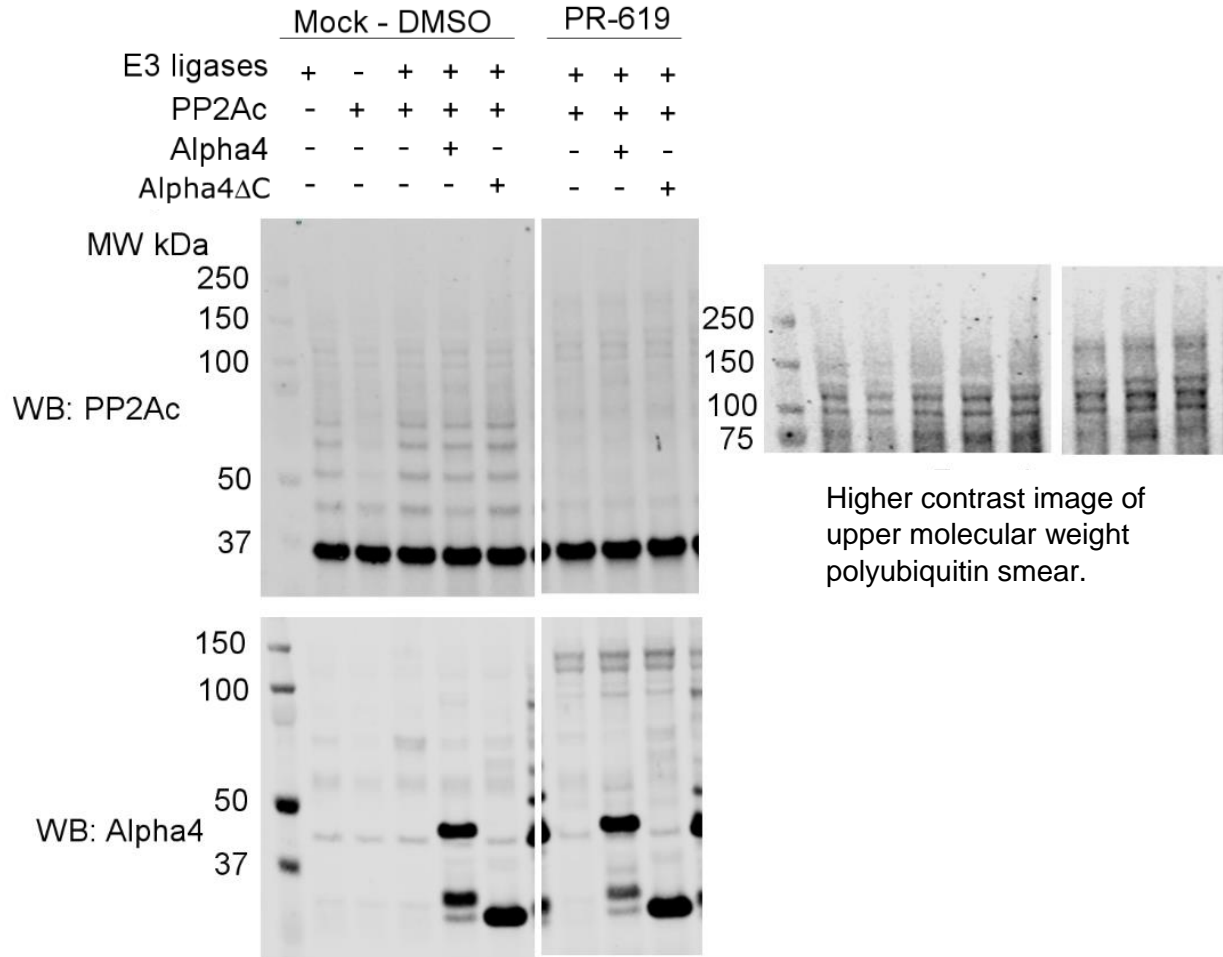 Mock - DMSO PR-619
E3 ligases + - + + + + + +
PP2Ac - + + + + + + +
Alpha4 - - - + - - + -
Alpha4ΔC - - - - + - - +
MW kDa
250
150
100
50
37
WB: PP2Ac
250
150
100
75
Higher contrast image of
upper molecular weight
polyubiquitin smear.
150
100
50
37
WB: Alpha4